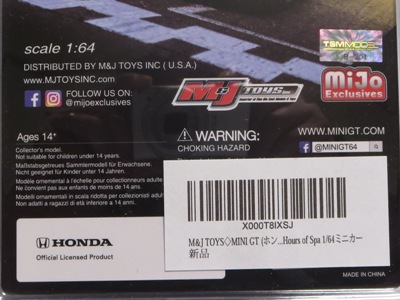 scale 1:64
TSMMODEL
DISTRIBUTED BY M&J TOYS INC ( U.S.A.)
WWW.MJTOYSINC.COM
FOLLOW US ON:
@mijoexclusives
M&J TOYS INC.
MiJo
Exclusives
Ages 14+
Collector's model.
Not suitable for children under 14 years.
Maßstabsgetreues Sammlermodell für Erwachsene.
Nicht geeignet für Kinder unter 14 Jahren.
Modèle ornemental à l'échelle pour collectionneurs adultes
Ne convient pas aux enfants de moins de 14 ans.
Modelli ornamentali in scala ridotta per collezionisti adulti
Non adatti a ragazzi di età inferiore a 14 anni.
WARNING:
CHOKING HAZARD
WWW.MINIGT.COM
@MINIGT64
X000T8IXSJ
M&J TOYS◇MINI GT (ホン...Hours of Spa 1/64ミニカー
新品
HONDA
Official Licensed Product
MADE IN CHINA